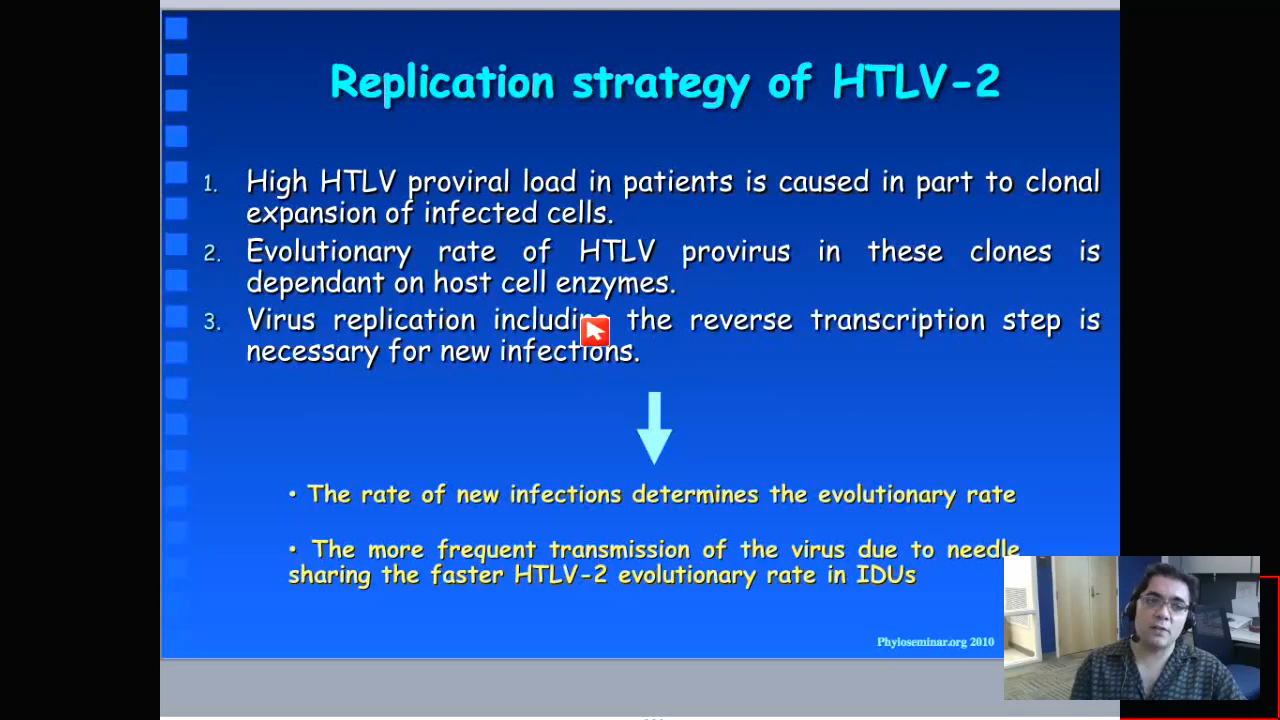 Replication strategy of HTLV-2
1. High HTLV proviral load in patients is caused in part to clonal
expansion of infected cells.
2. Evolutionary rate of HTLV provirus in these clones is
dependant on host cell enzymes.
3. Virus replication including the reverse transcription step is
necessary for new infections.
• The rate of new infections determines the evolutionary rate
• The more frequent transmission of the virus due to needle
sharing the faster HTLV-2 evolutionary rate in IDUs
Phyloseminar.org 2010